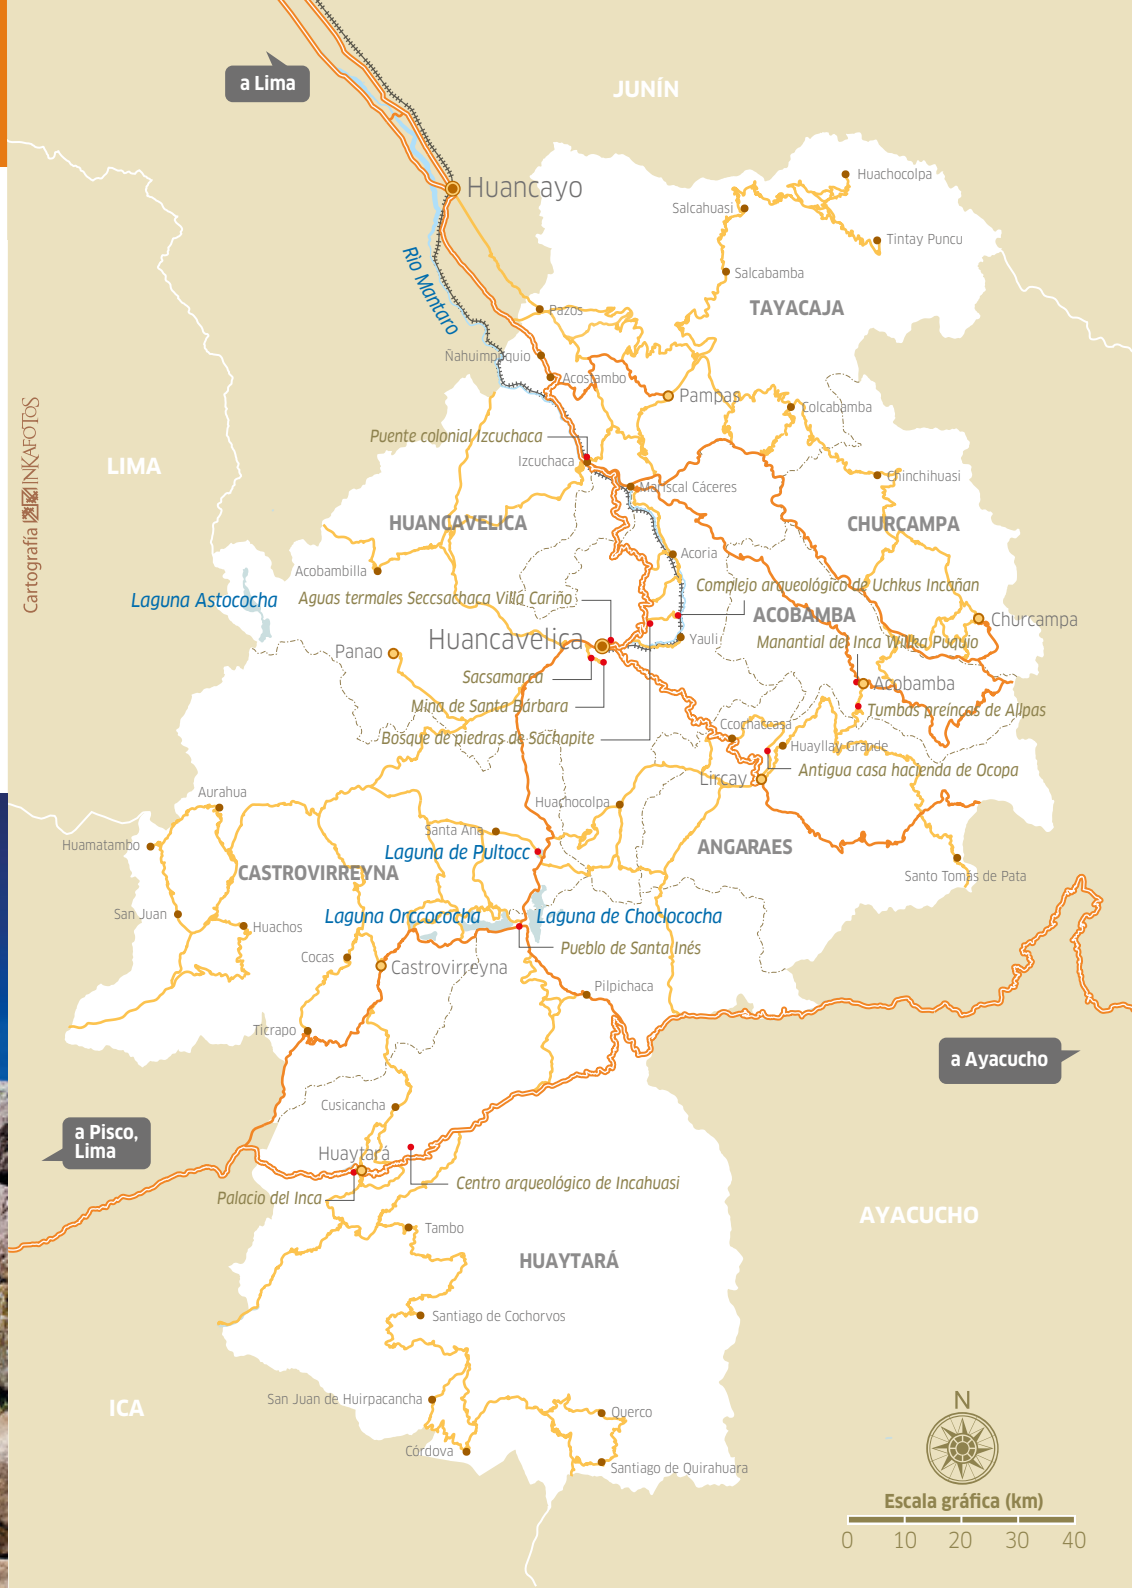 a Lima
JUNÍN
Huancayo
Huachocolpa
Salcahuasi
Tintay Puncu
Río Mantaro
Salcabamba
TAYACAJA
Pazos
Ñahuimpuquio
Acostambo
Pampas
Colcabamba
Puente colonial Izcuchaca
Izcuchaca
LIMA
Mariscal Cáceres
Chinchihuasi
HUANCAVELICA
CHURCAMPA
Cartografía INKAFOTOS
Acobambilla
Acoria
Complejo arqueológico de Uchkus Incañan
Laguna Astococha
Aguas termales Seccsachaca Villa Cariño
ACOBAMBA
Churcampa
Huancavelica
Yauli
Manantial del Inca Willka Puquio
Panao
Sacsamarca
Acobamba
Mina de Santa Bárbara
Tumbas preíncas de Allpas
Bosque de piedras de Sachapite
Ccochaccasa
Huayllay Grande
Lircay
Antigua casa hacienda de Ocopa
Aurahua
Huachocolpa
Huamatambo
Santa Ana
Laguna de Pultocc
ANGARAES
CASTROVIRREYNA
Santo Tomas de Pata
San Juan
Huachos
Laguna Orccococha
Laguna de Choclococha
Pueblo de Santa Inés
Cocas
Castrovirreyna
Pilpichaca
Ticrapo
a Ayacucho
Cusicancha
a Pisco,
Lima
Huaytará
Centro arqueológico de Incahuasi
Palacio del Inca
AYACUCHO
Tambo
HUAYTARÁ
Santiago de Cochorvos
San Juan de Huirpacancha
ICA
Querco
Córdova
Santiago de Quirahuara
N
Escala gráfica (km)
0 10 20 30 40